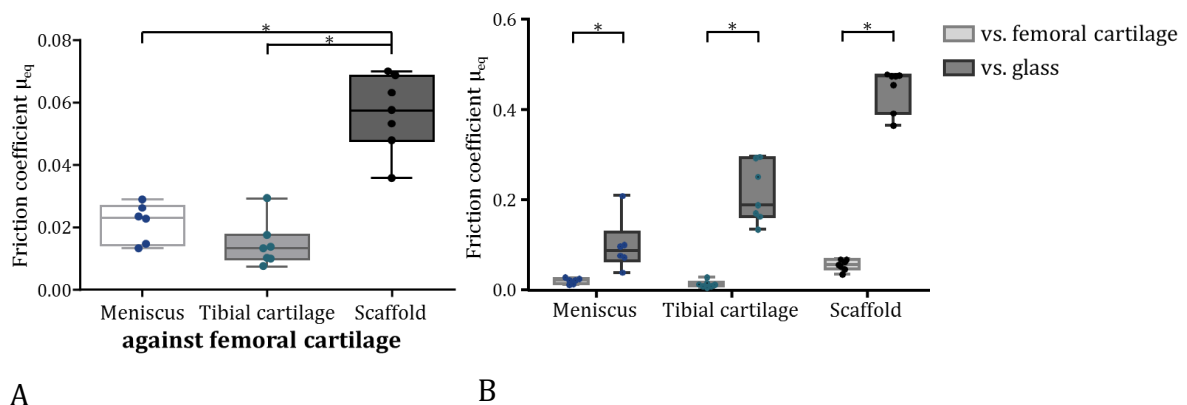 *
*
0.08
0.06
0.04
0.02
0.00
Friction coefficient μeq
Meniscus Tibial cartilage Scaffold
against femoral cartilage
A
* * *
0.6
0.4
0.2
0.0
Friction coefficient μeq
Meniscus Tibial cartilage Scaffold
vs. femoral cartilage
vs. glass
B